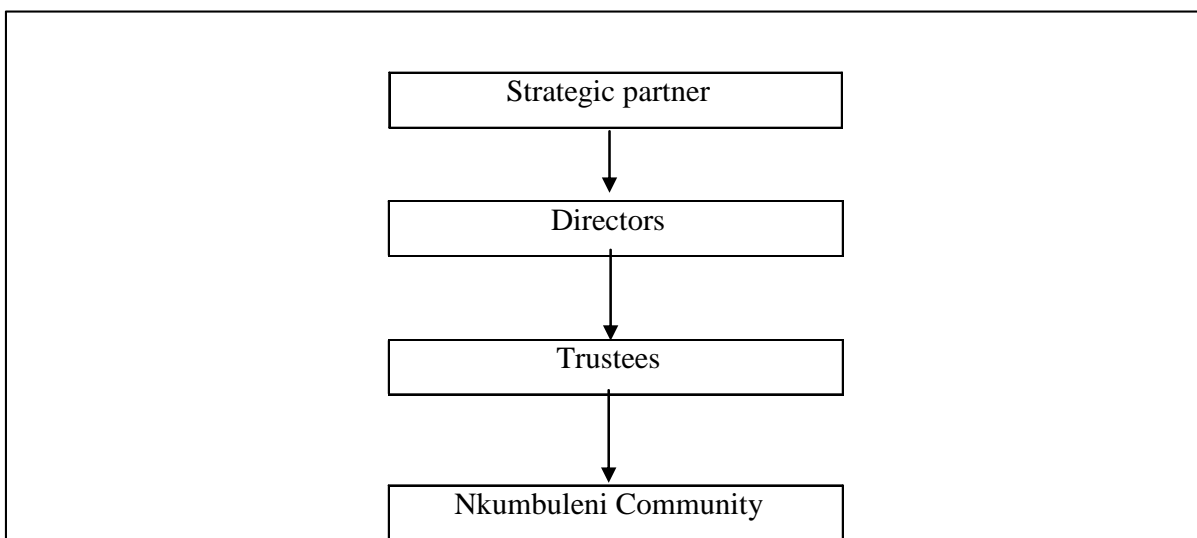 Strategic partner
Directors
Trustees
Nkumbuleni Community